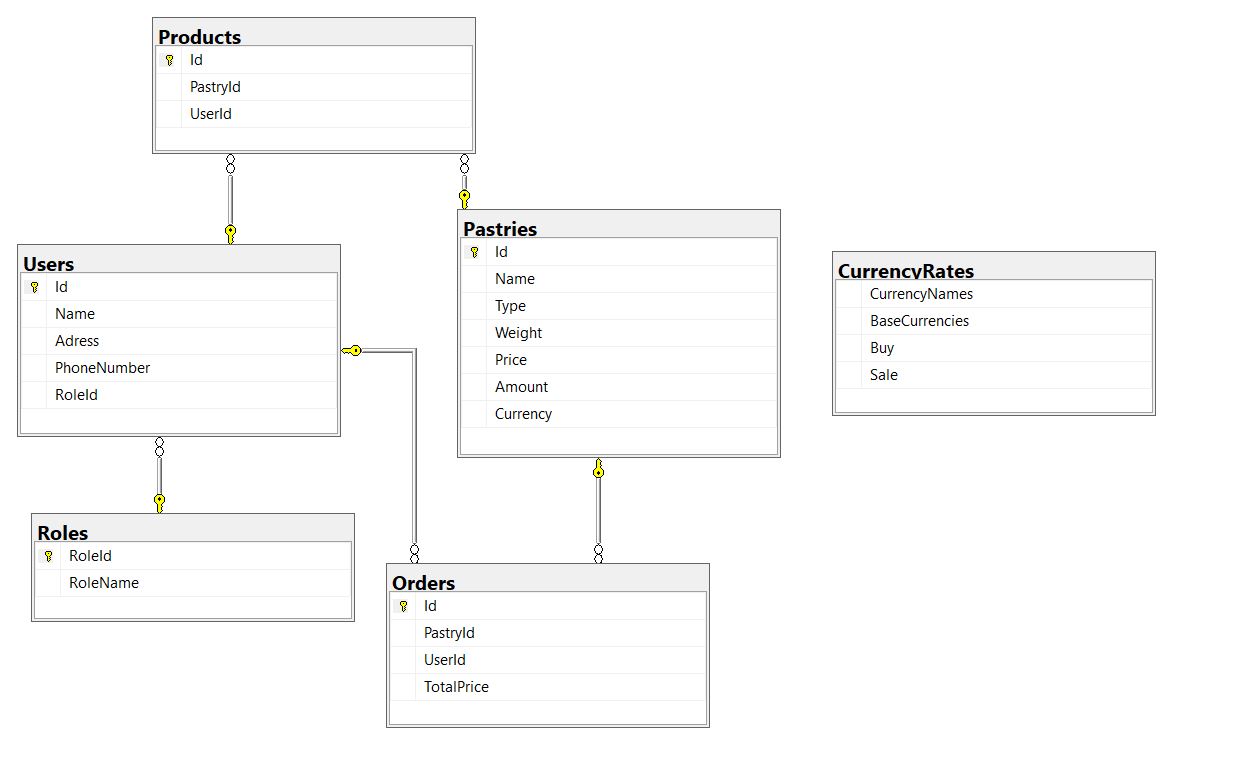 Products
Id
PastryId
UserId
Users
Id
Name
Adress
PhoneNumber
RoleId
Pastries
Id
Name
Type
Weight
Price
Amount
Currency
CurrencyRates
CurrencyNames
BaseCurrencies
Buy
Sale
Roles
RoleId
RoleName
Orders
Id
PastryId
UserId
TotalPrice